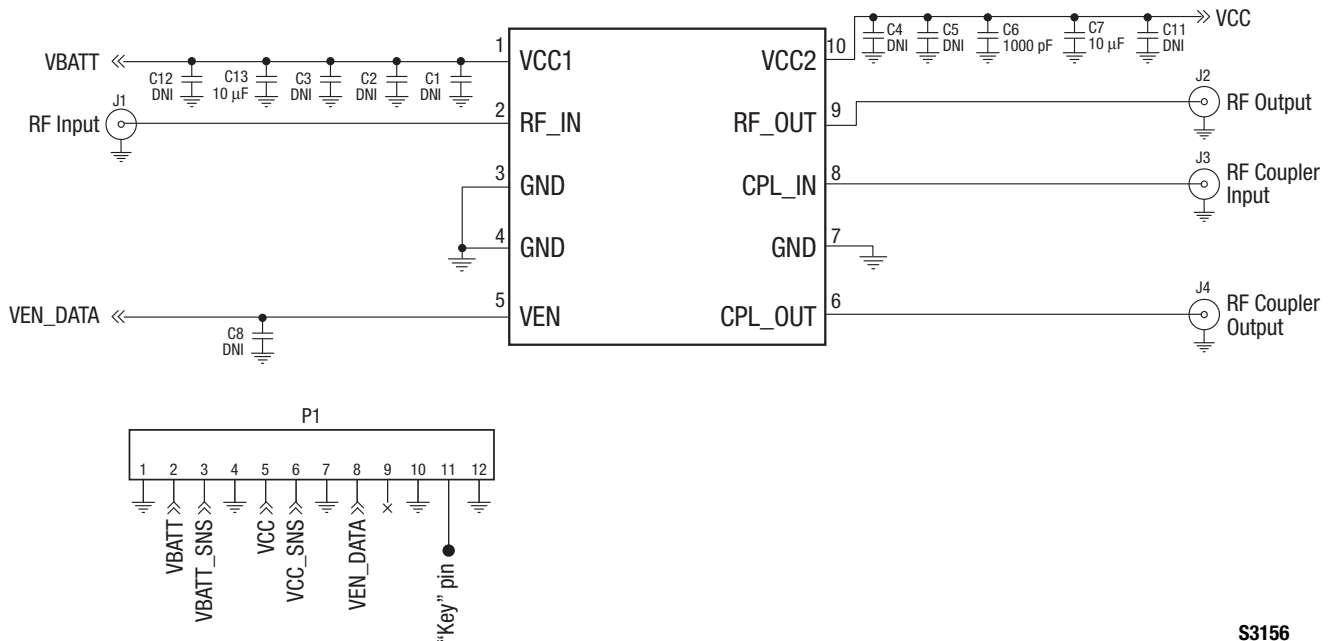 VBATT
C12
DNI
C13
10 µF
C3
DNI
C2
DNI
C1
DNI
1
VCC1
VCC2
10
C4
DNI
C5
DNI
C6
1000 pF
C7
10 µF
C11
DNI
VCC
J1
RF Input
2
RF_IN
RF_OUT
9
J2
RF Output
3
GND
CPL_IN
8
J3
RF Coupler
Input
4
GND
GND
7
VEN_DATA
C8
DNI
5
VEN
CPL_OUT
6
J4
RF Coupler
Output
P1
1 2 3 4 5 6 7 8 9 10 11 12
VBATT
VBATT_SNS
VCC
VCC_SNS
VEN_DATA
"Key" pin
S3156